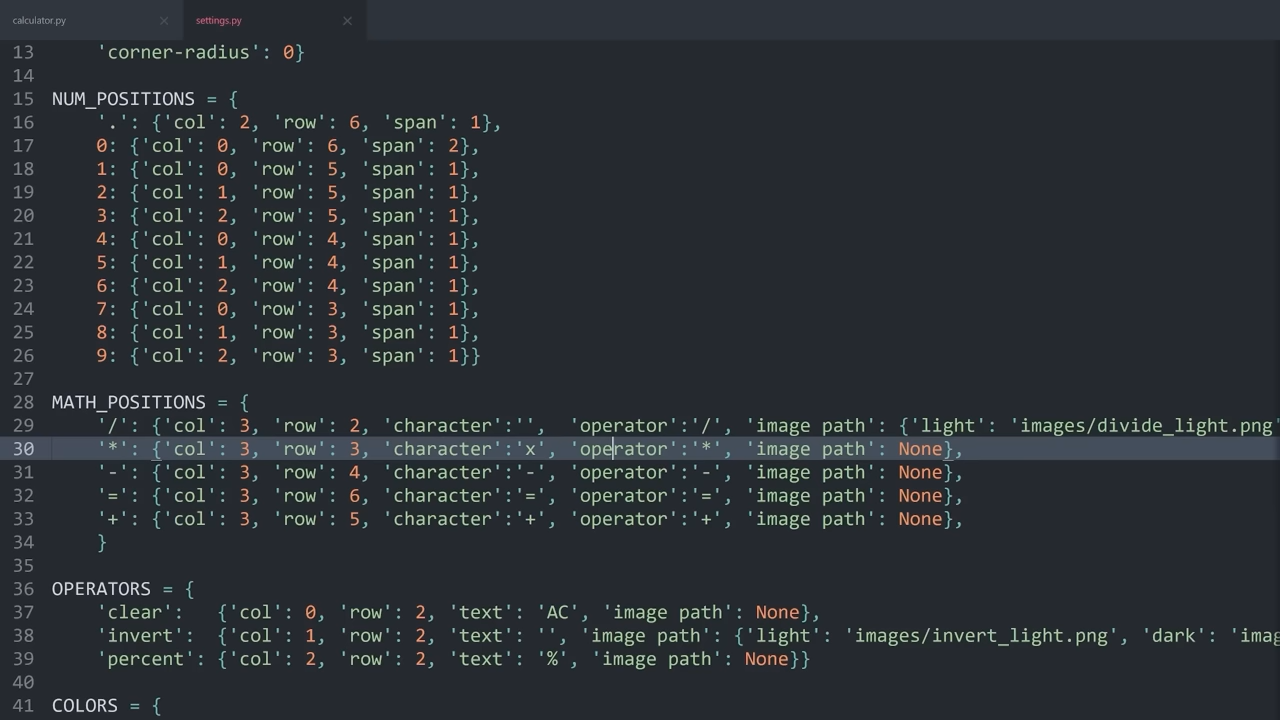 calculator.py
settings.py
13 'corner-radius': 0}
14
15 NUM_POSITIONS = {
16 '.': {'col': 2, 'row': 6, 'span': 1},
17 0: {'col': 0, 'row': 6, 'span': 2},
18 1: {'col': 0, 'row': 5, 'span': 1},
19 2: {'col': 1, 'row': 5, 'span': 1},
20 3: {'col': 2, 'row': 5, 'span': 1},
21 4: {'col': 0, 'row': 4, 'span': 1},
22 5: {'col': 1, 'row': 4, 'span': 1},
23 6: {'col': 2, 'row': 4, 'span': 1},
24 7: {'col': 0, 'row': 3, 'span': 1},
25 8: {'col': 1, 'row': 3, 'span': 1},
26 9: {'col': 2, 'row': 3, 'span': 1}}
27
28 MATH_POSITIONS = {
29 '/': {'col': 3, 'row': 2, 'character':'', 'operator':'/', 'image path': {'light': 'images/divide_light.png'
30 '*': {'col': 3, 'row': 3, 'character':'x', 'operator':'*', 'image path': None},
31 '-': {'col': 3, 'row': 4, 'character':'-', 'operator':'-', 'image path': None},
32 '=': {'col': 3, 'row': 6, 'character':'=', 'operator':'=', 'image path': None},
33 '+': {'col': 3, 'row': 5, 'character':'+', 'operator':'+', 'image path': None},
34 }
35
36 OPERATORS = {
37 'clear': {'col': 0, 'row': 2, 'text': 'AC', 'image path': None},
38 'invert': {'col': 1, 'row': 2, 'text': '', 'image path': {'light': 'images/invert_light.png', 'dark': 'imag
39 'percent': {'col': 2, 'row': 2, 'text': '%', 'image path': None}}
40
41 COLORS = {